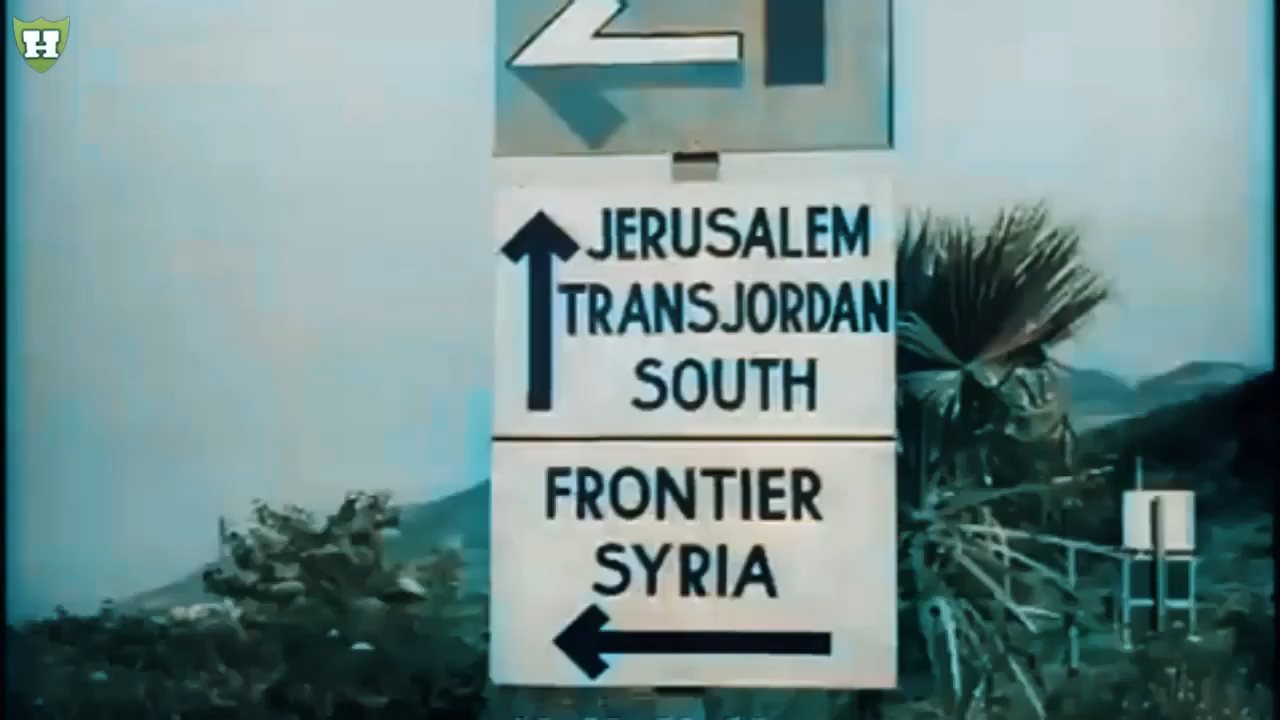 H
JERUSALEM
TRANSJORDAN
SOUTH
FRONTIER
SYRIA